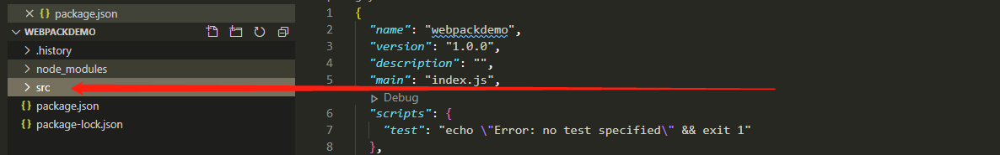 package.json
WEBPACKDEMO
.history
node_modules
src
package.json
package-lock.json
1 {
2 "name": "webpackdemo",
3 "version": "1.0.0",
4 "description": "",
5 "main": "index.js",
Debug
6 "scripts": {
7 "test": "echo \"Error: no test specified\" && exit 1"
8 },